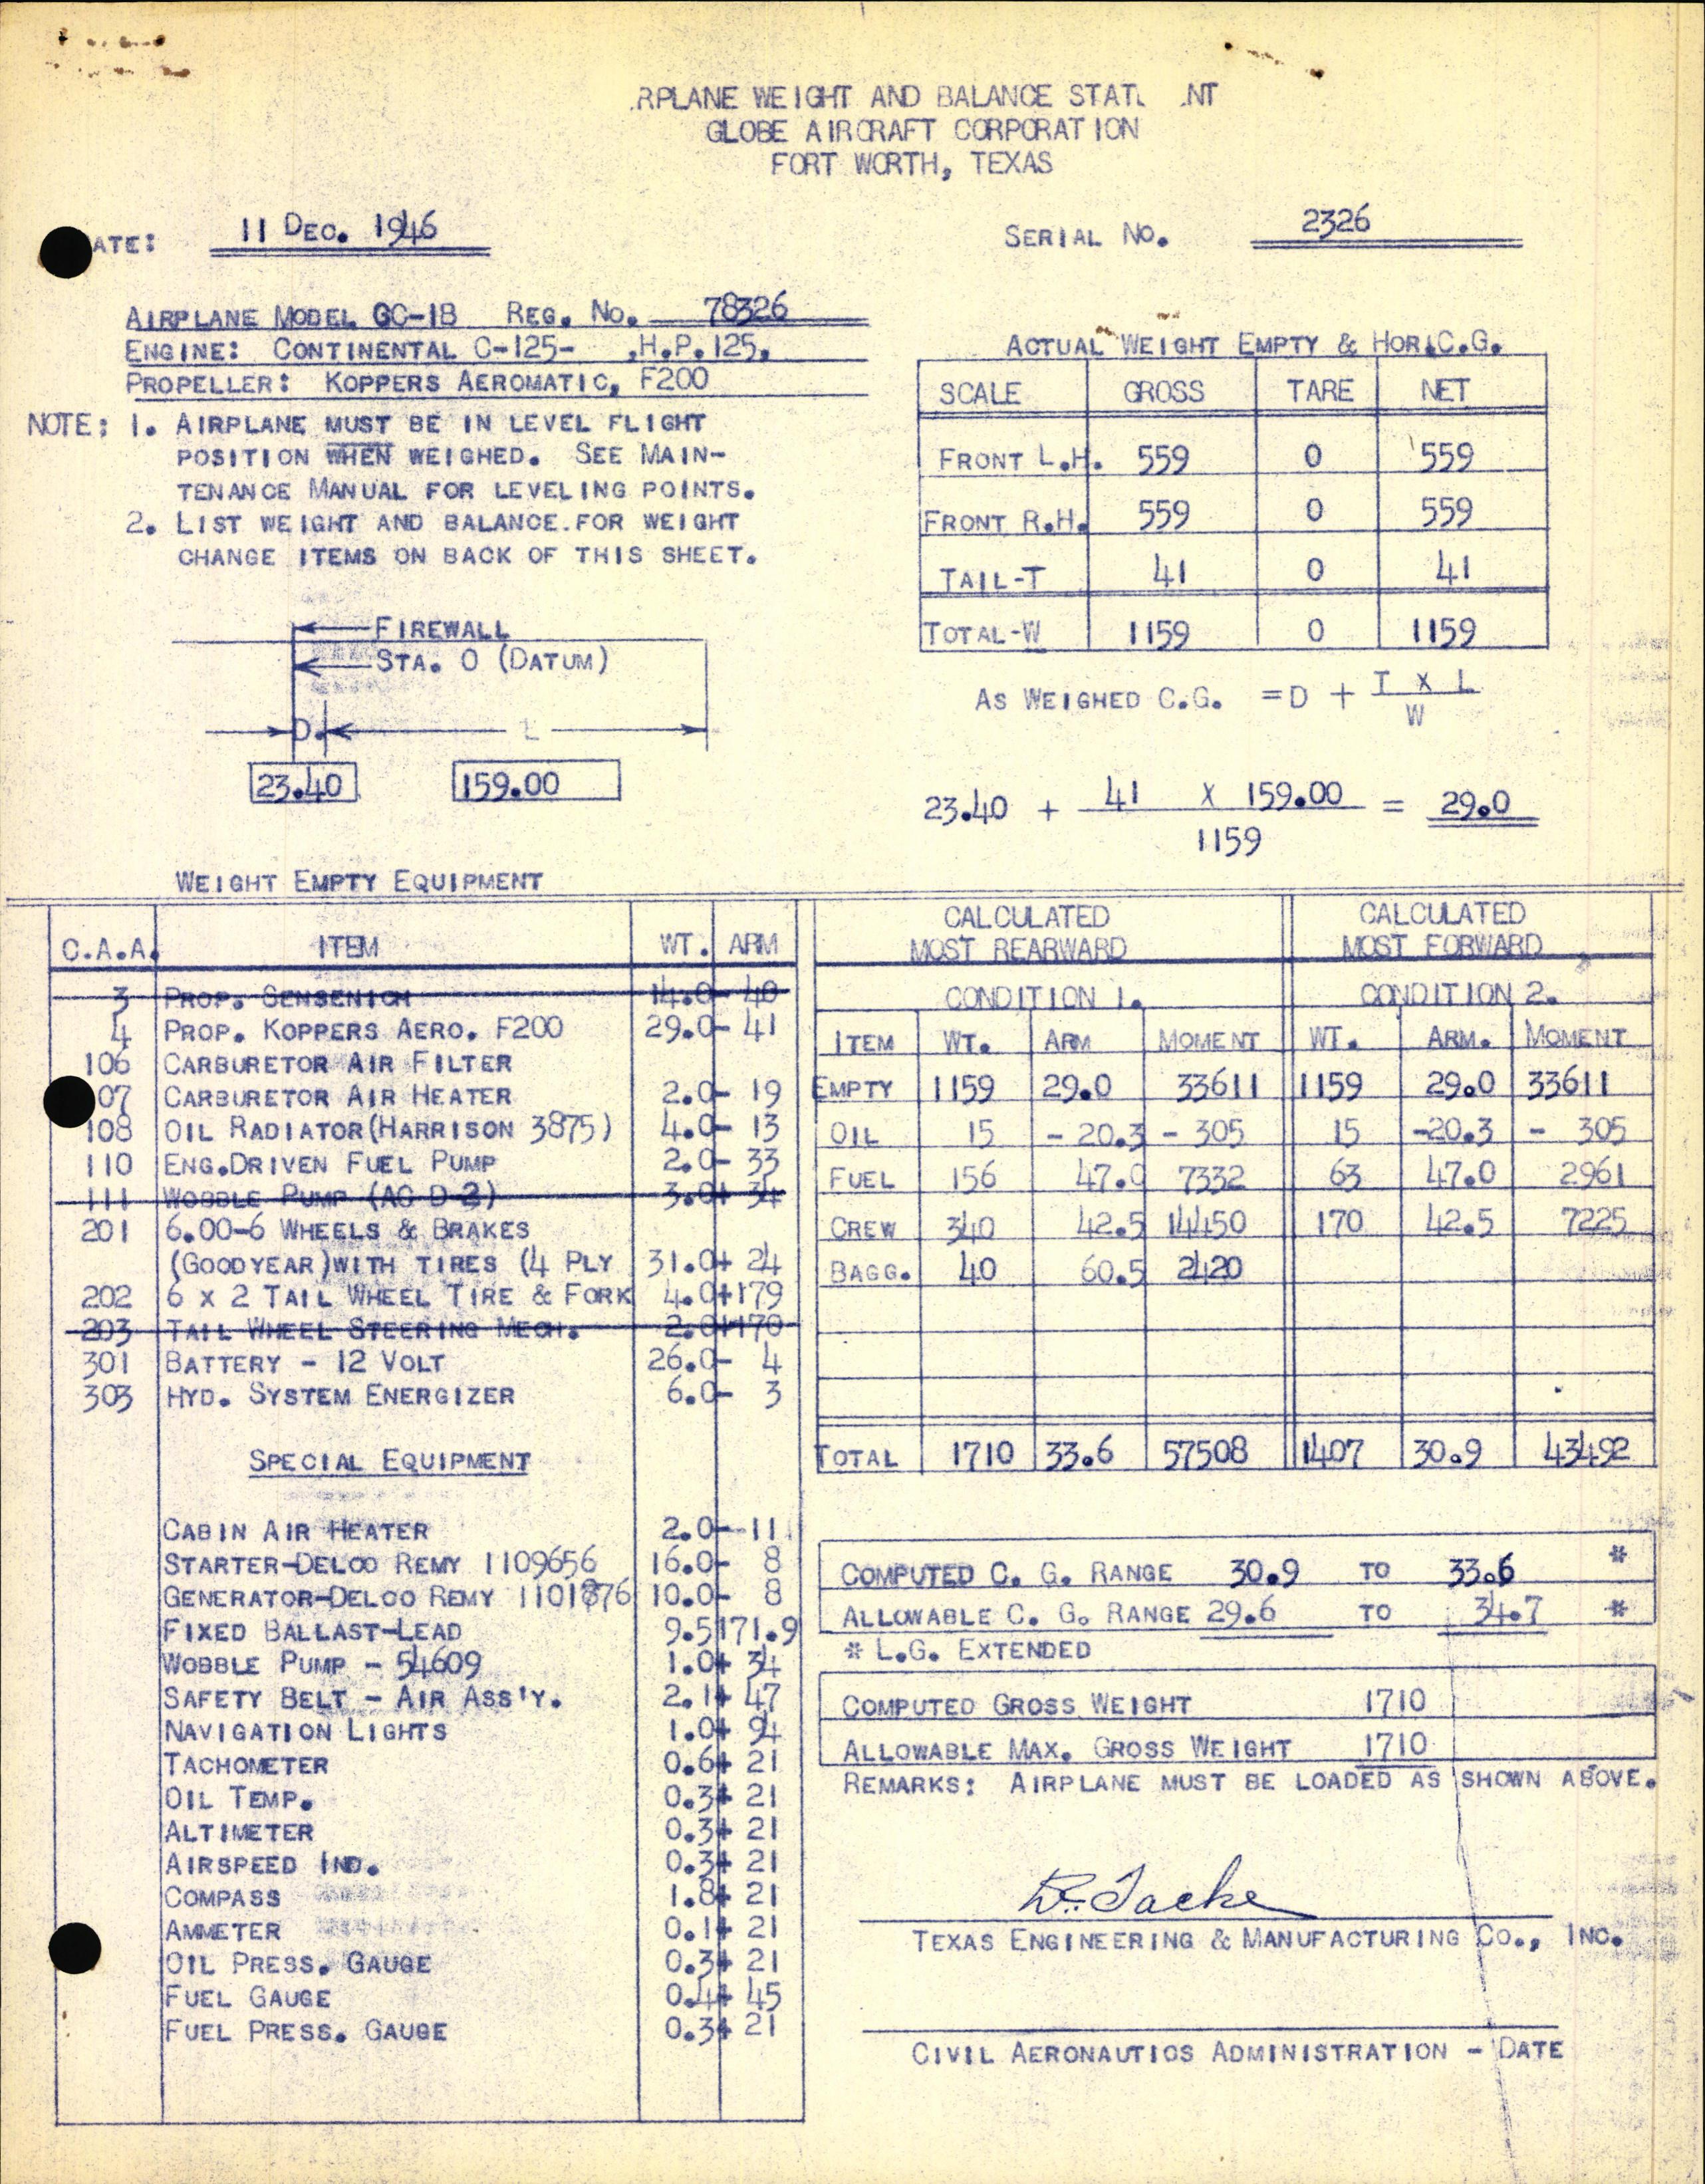 .RPLANE WEIGHT AND BALANCE STAT. .NT
GLOBE AIRCRAFT CORPORATION
FORT WORTH, TEXAS
ATE: 11 DEC. 1946
SERIAL NO. 2326
AIRPLANE MODEL GC-1B REG. NO. 78326
ENGINE: CONTINENTAL C-125- ,H.P. 125,
PROPELLER: KOPPERS AEROMATIC, F200
NOTE: 1. AIRPLANE MUST BE IN LEVEL FLIGHT
POSITION WHEN WEIGHED. SEE MAIN-
TENANCE MANUAL FOR LEVELING POINTS.
2. LIST WEIGHT AND BALANCE.FOR WEIGHT
CHANGE ITEMS ON BACK OF THIS SHEET.
ACTUAL WEIGHT EMPTY & HOR.C.G.
SCALE GROSS TARE NET
FRONT L.H. 559 0 559
FRONT R.H. 559 0 559
TAIL-T 41 0 41
TOTAL-W 1159 0 1159
FIREWALL
STA. 0 (DATUM)
D. L
23.40 159.00
AS WEIGHED C.G. = D + T X L
W
23.40 + 41 X 159.00 = 29.0
1159
WEIGHT EMPTY EQUIPMENT
C.A.A. ITEM WT. ARM
3 PROP. SENSENICH 14.0- 40
4 PROP. KOPPERS AERO. F200 29.0- 41
106 CARBURETOR AIR FILTER
07 CARBURETOR AIR HEATER 2.0- 19
108 OIL RADIATOR(HARRISON 3875) 4.0- 13
110 ENG.DRIVEN FUEL PUMP 2.0- 33
111 WOBBLE PUMP (AC D-2) 3.0+ 34
201 6.00-6 WHEELS & BRAKES
(GOODYEAR)WITH TIRES (4 PLY 31.0+ 24
202 6 X 2 TAIL WHEEL TIRE & FORK 4.0+179
203 TAIL WHEEL STEERING MECH. 2.0+170
301 BATTERY - 12 VOLT 26.0- 4
303 HYD. SYSTEM ENERGIZER 6.0- 3
SPECIAL EQUIPMENT
CABIN AIR HEATER 2.0- -11
STARTER-DELCO REMY 1109656 16.0- 8
GENERATOR-DELCO REMY 1101876 10.0- 8
FIXED BALLAST-LEAD 9.5 171.9
WOBBLE PUMP - 54609 1.0+ 34
SAFETY BELT - AIR ASS'Y. 2.1+ 47
NAVIGATION LIGHTS 1.0+ 94
TACHOMETER 0.6+ 21
OIL TEMP. 0.3+ 21
ALTIMETER 0.3+ 21
AIRSPEED IND. 0.3+ 21
COMPASS 1.8+ 21
AMMETER 0.1+ 21
OIL PRESS. GAUGE 0.3+ 21
FUEL GAUGE 0.4+ 45
FUEL PRESS. GAUGE 0.3+ 21
CALCULATED CALCULATED
MOST REARWARD MOST FORWARD
CONDITION 1. CONDITION 2.
ITEM WT. ARM MOMENT WT. ARM. MOMENT
EMPTY 1159 29.0 33611 1159 29.0 33611
OIL 15 - 20.3 - 305 15 -20.3 - 305
FUEL 156 47.0 7332 63 47.0 2961
CREW 340 42.5 14450 170 42.5 7225
BAGG. 40 60.5 2420
TOTAL 1710 33.6 57508 1407 30.9 43492
COMPUTED C. G. RANGE 30.9 TO 33.6 *
ALLOWABLE C. G. RANGE 29.6 TO 34.7 *
* L.G. EXTENDED
COMPUTED GROSS WEIGHT 1710
ALLOWABLE MAX. GROSS WEIGHT 1710
REMARKS: AIRPLANE MUST BE LOADED AS SHOWN ABOVE.
TEXAS ENGINEERING & MANUFACTURING CO., INC.
CIVIL AERONAUTICS ADMINISTRATION - DATE